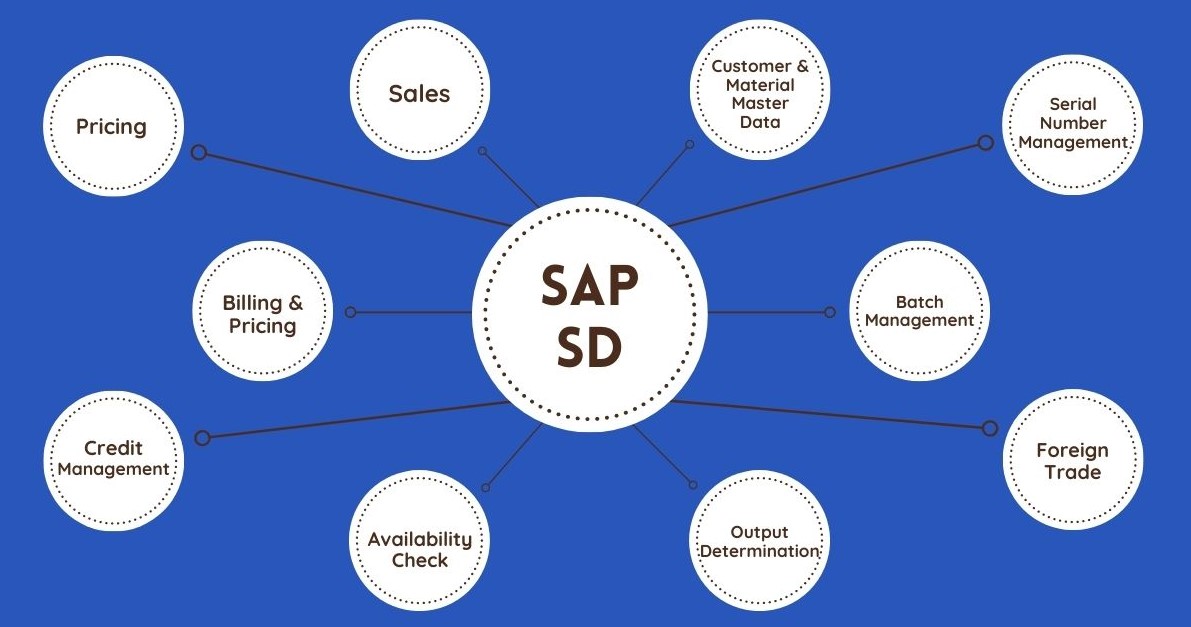 Sales
Customer &
Material
Master
Data
Pricing
Serial
Number
Management
SAP
SD
Billing &
Pricing
Batch
Management
Credit
Management
Foreign
Trade
Availability
Check
Output
Determination